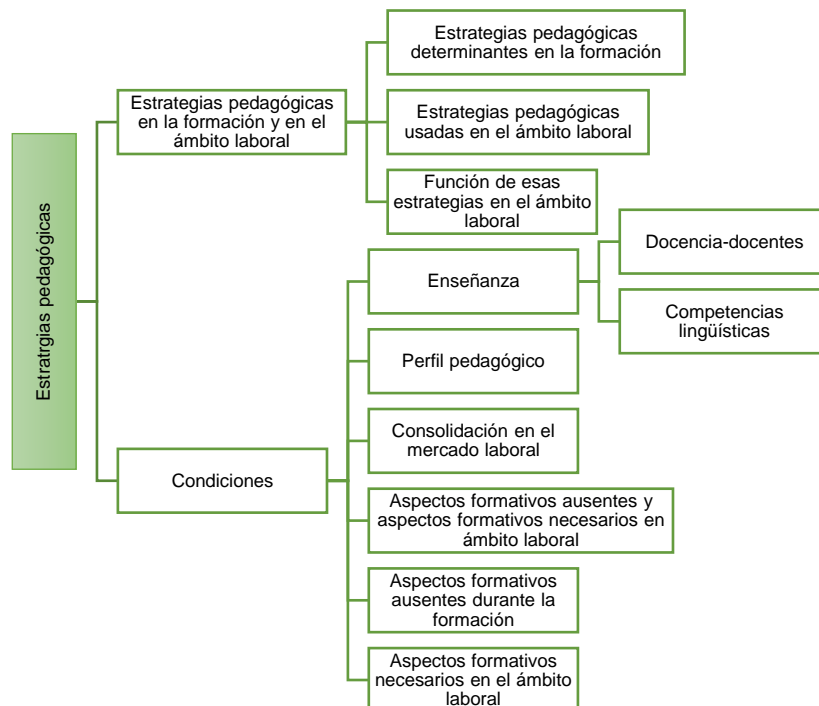 Estratrgias pedagógicas
Estrategias pedagógicas
en la formación y en el
ámbito laboral
Estrategias pedagógicas
determinantes en la formación
Estrategias pedagógicas
usadas en el ámbito laboral
Función de esas
estrategias en el ámbito
laboral
Condiciones
Enseñanza
Docencia-docentes
Competencias
lingüísticas
Perfil pedagógico
Consolidación en el
mercado laboral
Aspectos formativos ausentes y
aspectos formativos necesarios en
ámbito laboral
Aspectos formativos
ausentes durante la
formación
Aspectos formativos
necesarios en el ámbito
laboral